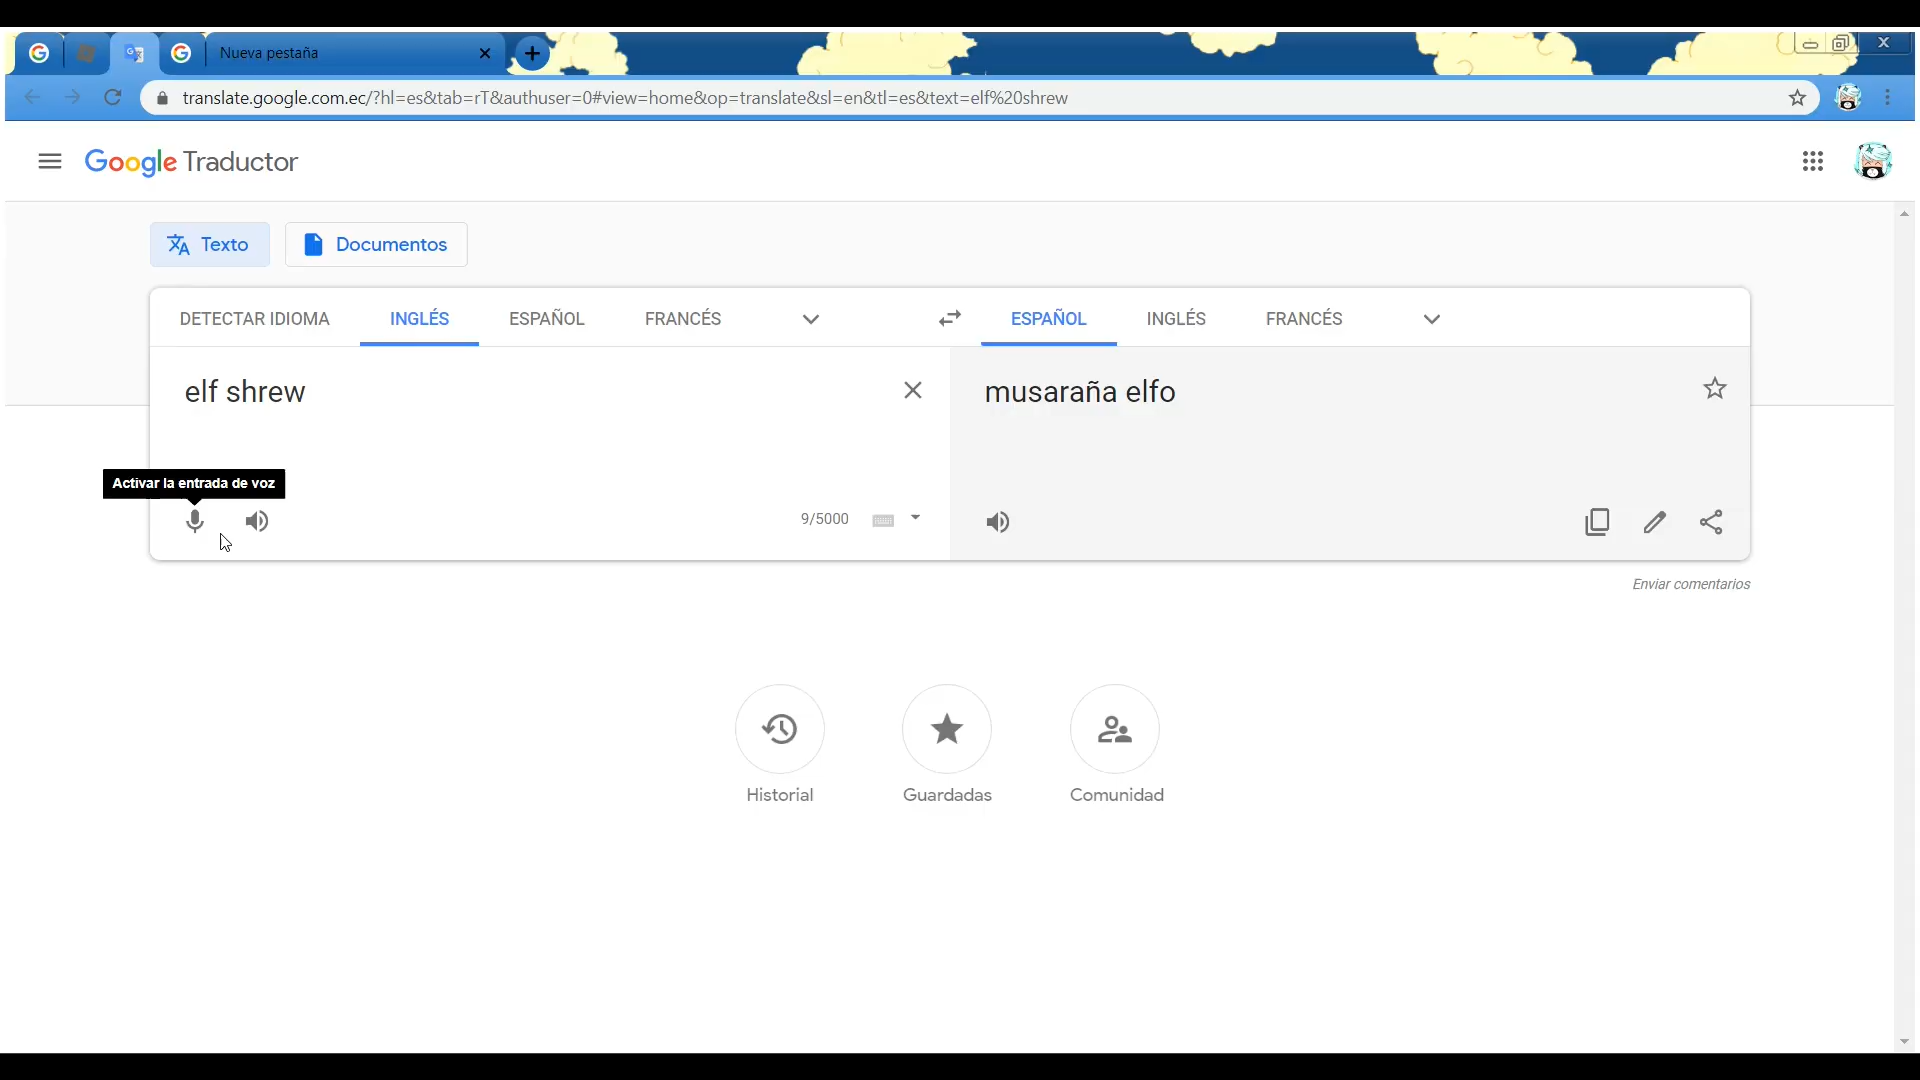 Nueva pestaña
translate.google.com.ec/?hl=es&tab=rT&authuser=0#view=home&op=translate&sl=en&tl=es&text=elf%20shrew
Google Traductor
Texto Documentos
DETECTAR IDIOMA INGLÉS ESPAÑOL FRANCÉS ESPAÑOL INGLÉS FRANCÉS
elf shrew musaraña elfo
Activar la entrada de voz
9/5000
Enviar comentarios
Historial Guardadas Comunidad